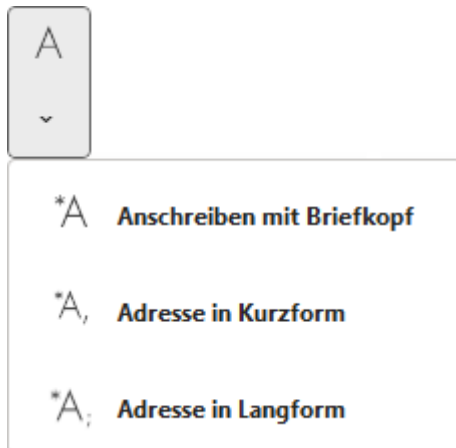 A
*A Anschreiben mit Briefkopf
*A, Adresse in Kurzform
*A; Adresse in Langform